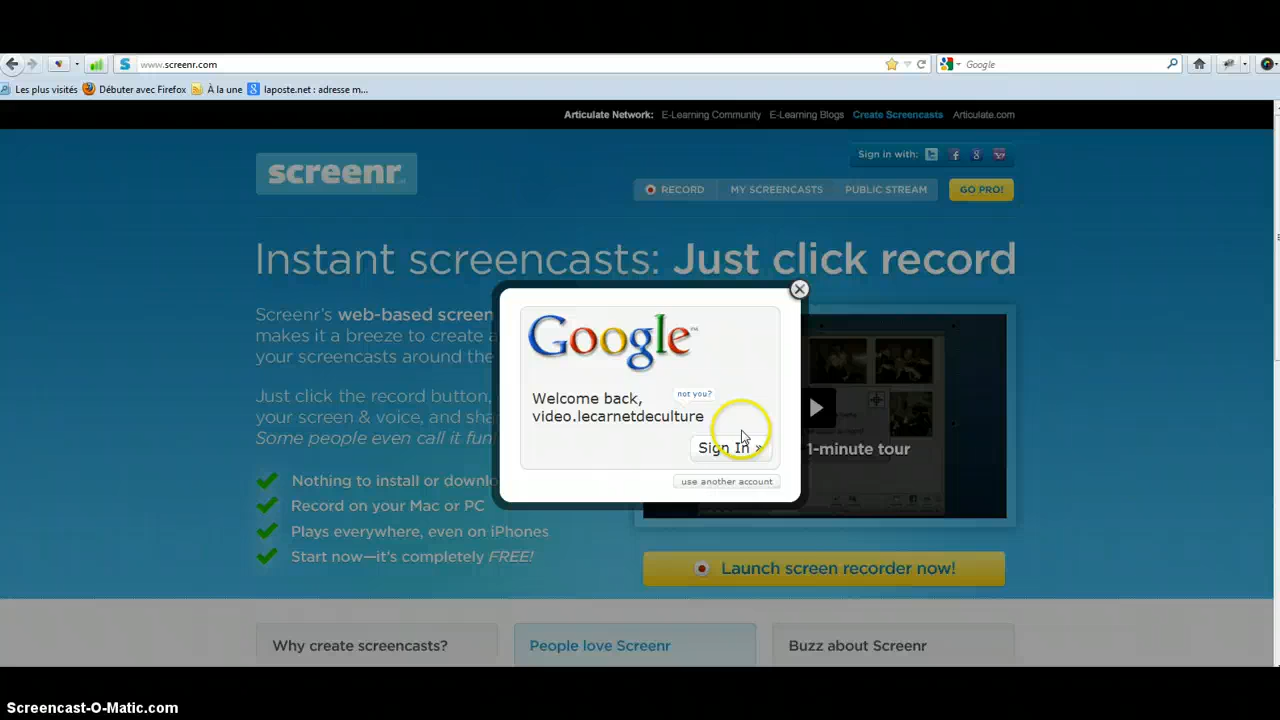 www.screenr.com
Google
Les plus visités
Débuter avec Firefox
À la une
laposte.net : adresse m...
Articulate Network: E-Learning Community E-Learning Blogs Create Screencasts Articulate.com
screenr
Sign in with:
RECORD MY SCREENCASTS PUBLIC STREAM GO PRO!
Instant screencasts: Just click record
Screenr's web-based screen
makes it a breeze to create
your screencasts around the
Just click the record button,
your screen & voice, and sha
Some people even call it fun
Nothing to install or downlo
Record on your Mac or PC
Plays everywhere, even on iPhones
Start now—it's completely FREE!
Google™
Welcome back, not you?
video.lecarnetdeculture
Sign In »
use another account
1-minute tour
Launch screen recorder now!
Why create screencasts?
People love Screenr
Buzz about Screenr
Screencast-O-Matic.com